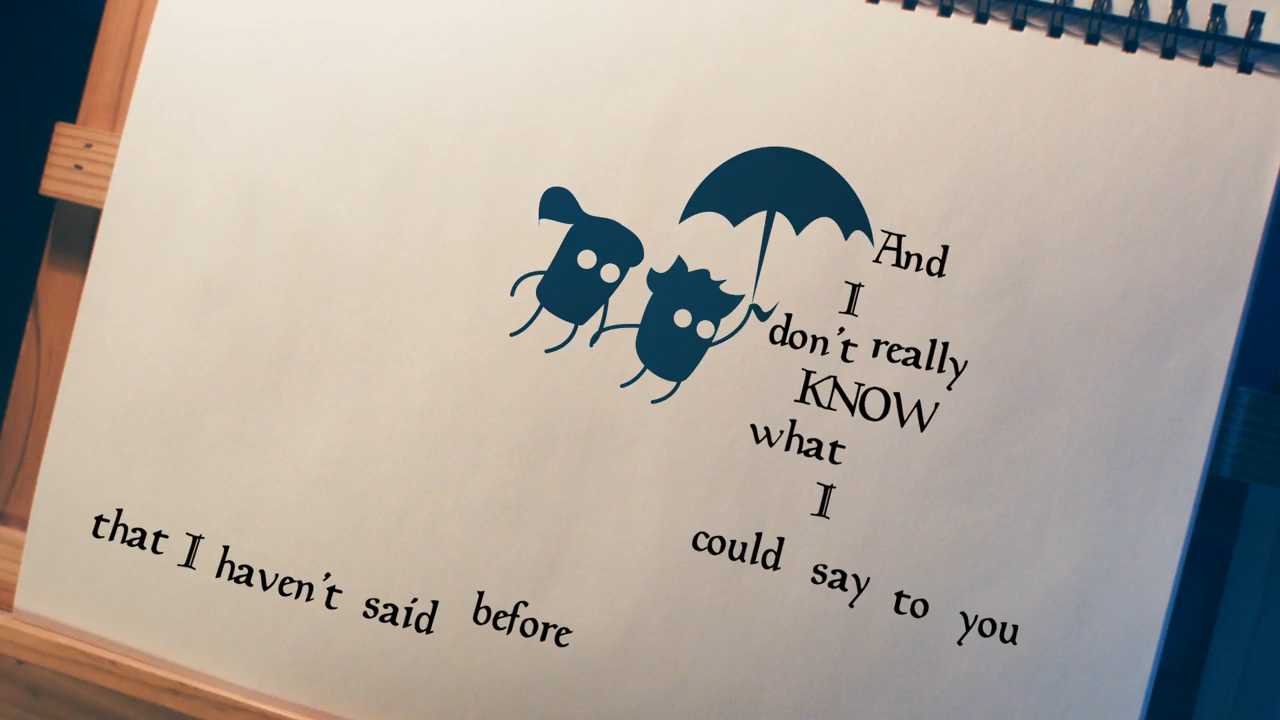 And
I
don't really
KNOW
what
I
could say to you
that I haven't said before